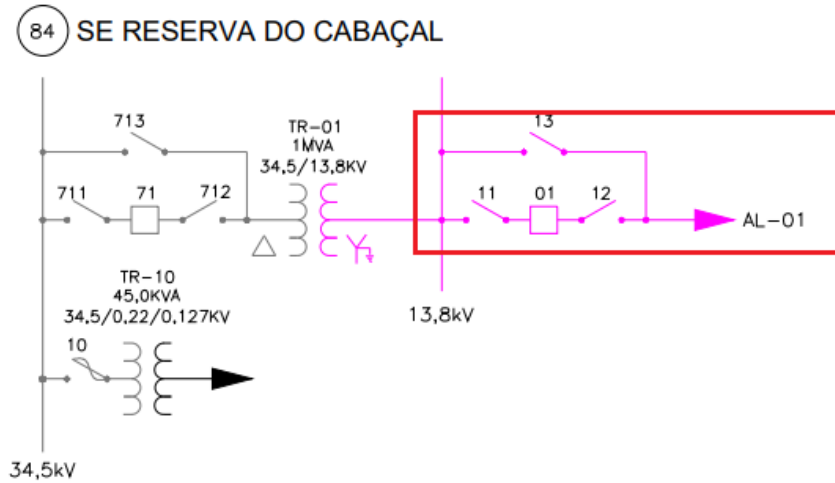 84 SE RESERVA DO CABAÇAL
713
TR-01
1MVA
34,5/13,8KV
13
711 71 712
11 01 12
AL-01
TR-10
45,0KVA
34,5/0,22/0,127KV
10
13,8kV
34,5kV